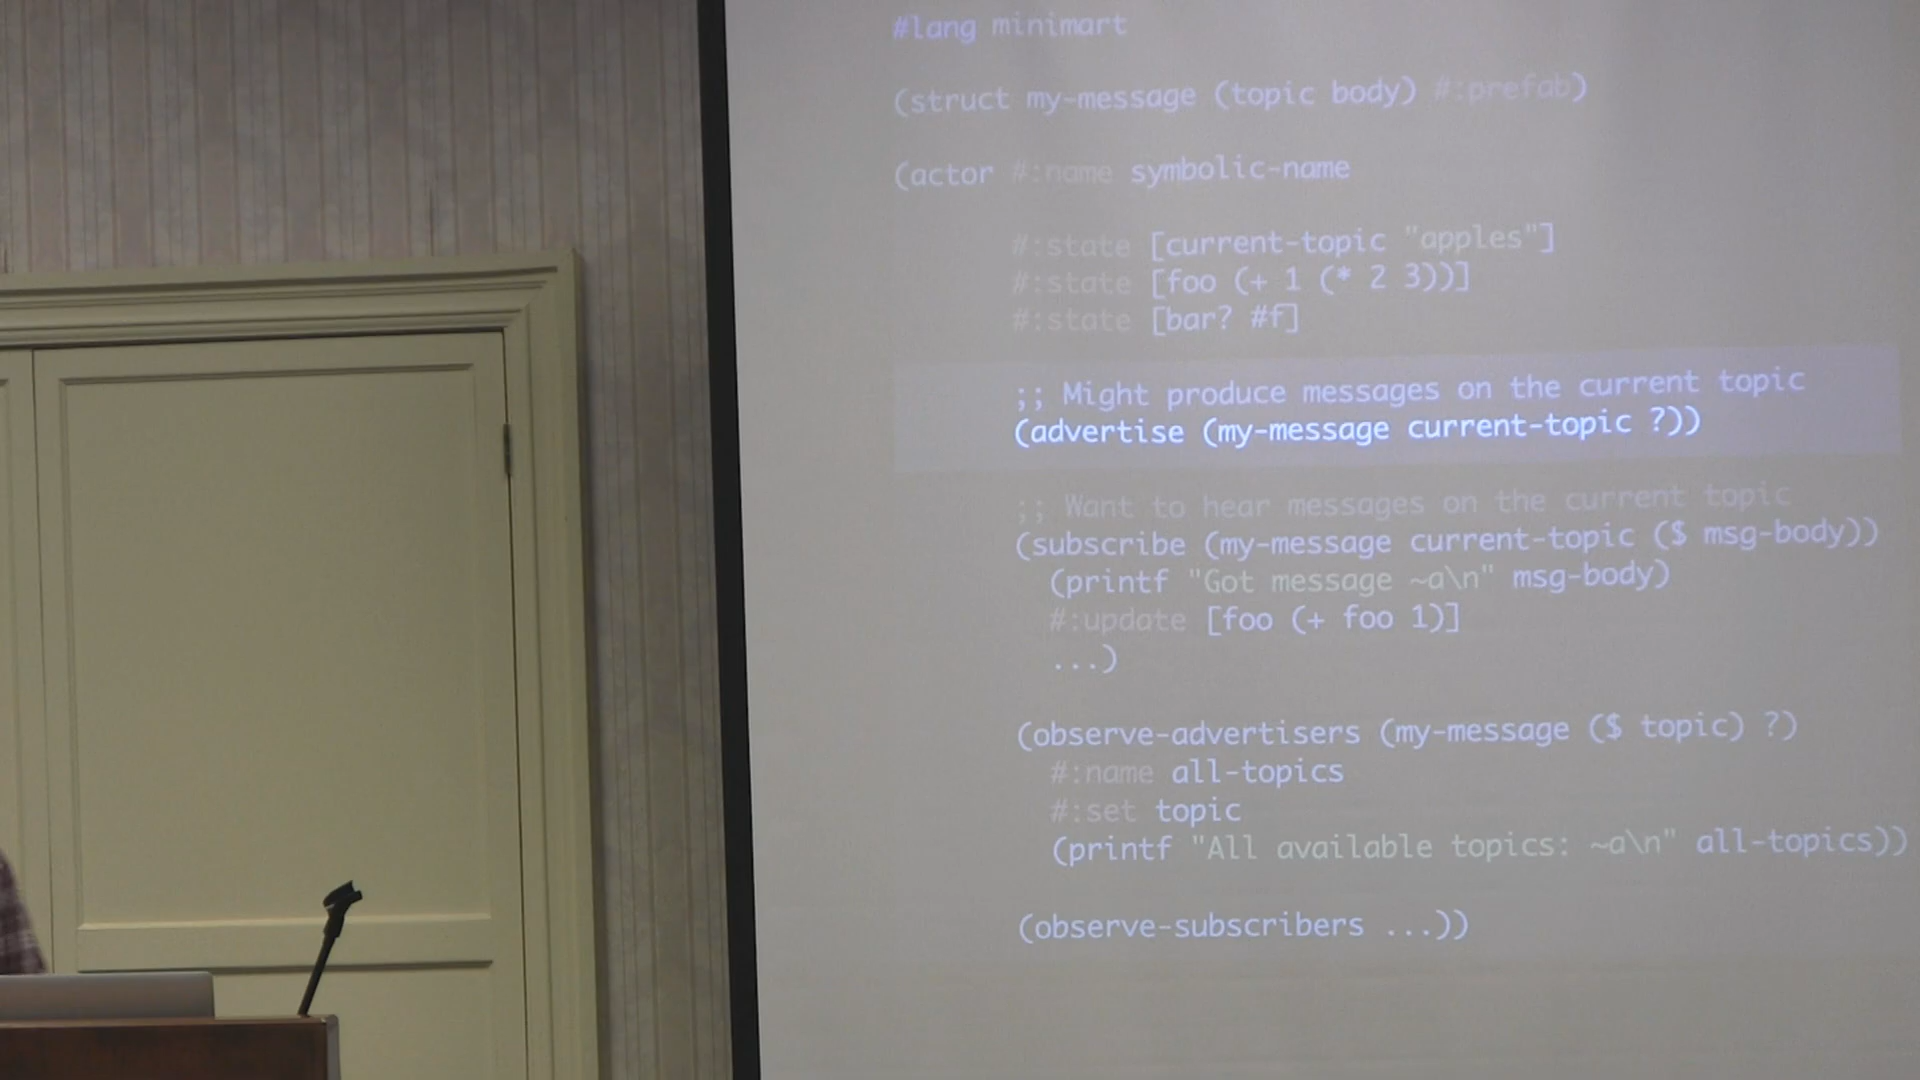 #lang minimart
(struct my-message (topic body) #:prefab)
(actor #:name symbolic-name
#:state [current-topic "apples"]
#:state [foo (+ 1 (* 2 3))]
#:state [bar? #f]
;; Might produce messages on the current topic
(advertise (my-message current-topic ?))
;; Want to hear messages on the current topic
(subscribe (my-message current-topic ($ msg-body))
(printf "Got message ~a\n" msg-body)
#:update [foo (+ foo 1)]
...)
(observe-advertisers (my-message ($ topic) ?)
#:name all-topics
#:set topic
(printf "All available topics: ~a\n" all-topics))
(observe-subscribers ...))